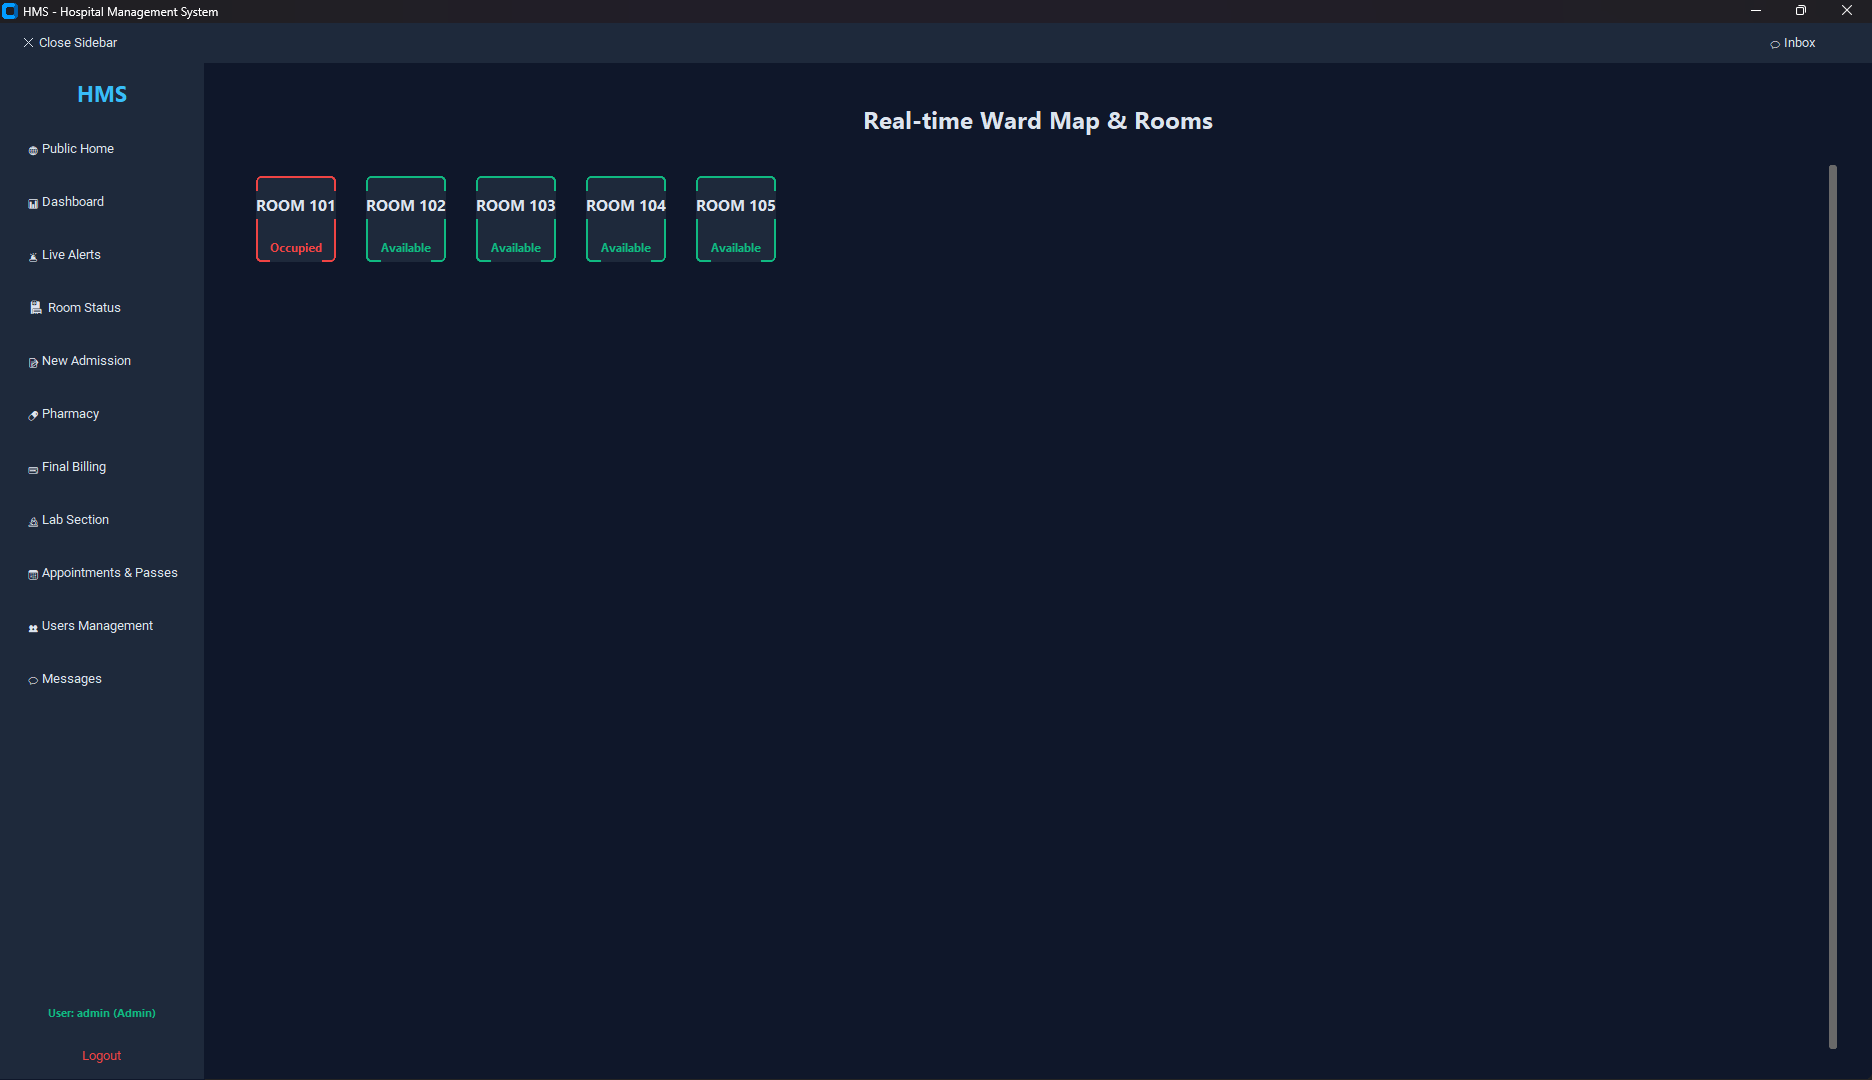 HMS - Hospital Management System
Close Sidebar
Inbox
HMS
Public Home
Dashboard
Live Alerts
Room Status
New Admission
Pharmacy
Final Billing
Lab Section
Appointments & Passes
Users Management
Messages
User: admin (Admin)
Logout
Real-time Ward Map & Rooms
ROOM 101
Occupied
ROOM 102
Available
ROOM 103
Available
ROOM 104
Available
ROOM 105
Available